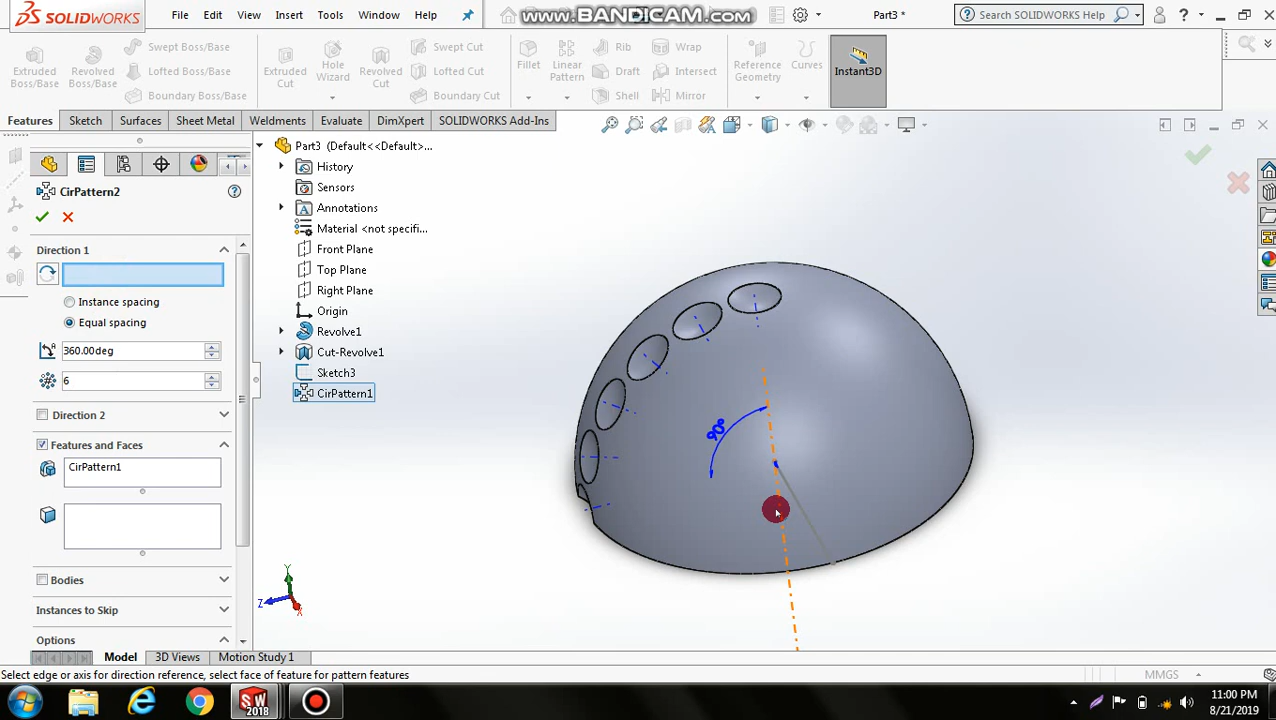 SOLIDWORKS File Edit View Insert Tools Window Help www.BANDICAM.com Part3 * Search SOLIDWORKS Help ?
Extruded Boss/Base
Revolved Boss/Base
Swept Boss/Base
Lofted Boss/Base
Boundary Boss/Base
Extruded Cut
Hole Wizard
Revolved Cut
Swept Cut
Lofted Cut
Boundary Cut
Fillet
Linear Pattern
Rib
Draft
Shell
Wrap
Intersect
Mirror
Reference Geometry
Curves
Instant3D
Features Sketch Surfaces Sheet Metal Weldments Evaluate DimXpert SOLIDWORKS Add-Ins
CirPattern2
Direction 1
Instance spacing
Equal spacing
360.00deg
6
Direction 2
Features and Faces
CirPattern1
Bodies
Instances to Skip
Options
Part3 (Default<<Default>...
History
Sensors
Annotations
Material <not specifi...
Front Plane
Top Plane
Right Plane
Origin
Revolve1
Cut-Revolve1
Sketch3
CirPattern1
90°
Y
Z
X
Model 3D Views Motion Study 1
Select edge or axis for direction reference, select face of feature for pattern features MMGS
SW 2018
11:00 PM
8/21/2019